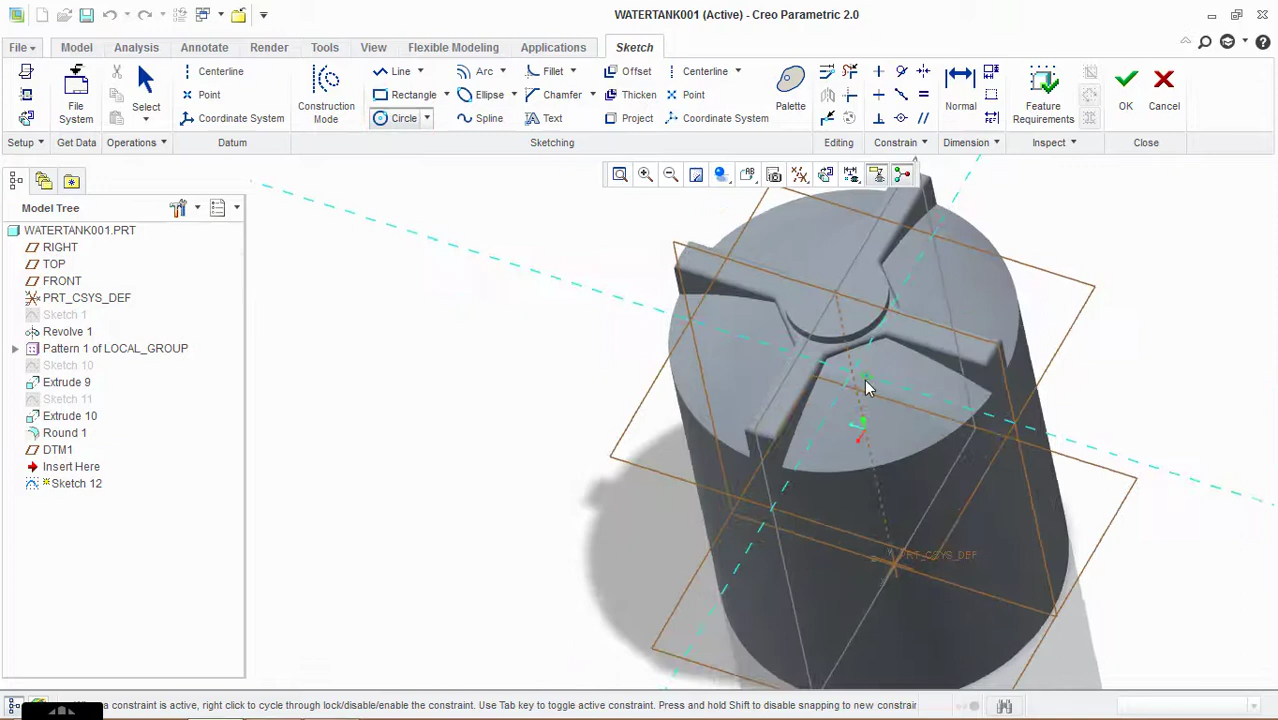 WATERTANK001 (Active) - Creo Parametric 2.0
File Model Analysis Annotate Render Tools View Flexible Modeling Applications Sketch
Centerline Line Arc Fillet Offset Centerline
Point Rectangle Ellipse Chamfer Thicken Point
Coordinate System Circle Spline Text Project Coordinate System
File System
Select
Construction Mode
Palette
Normal
Feature Requirements
OK Cancel
Setup Get Data Operations Datum Sketching Editing Constrain Dimension Inspect Close
Model Tree
WATERTANK001.PRT
RIGHT
TOP
FRONT
PRT_CSYS_DEF
Sketch 1
Revolve 1
Pattern 1 of LOCAL_GROUP
Sketch 10
Extrude 9
Sketch 11
Extrude 10
Round 1
DTM1
Insert Here
Sketch 12
PRT_CSYS_DEF
a constraint is active, right click to cycle through lock/disable/enable the constraint. Use Tab key to toggle active constraint. Press and hold Shift to disable snapping to new constrain